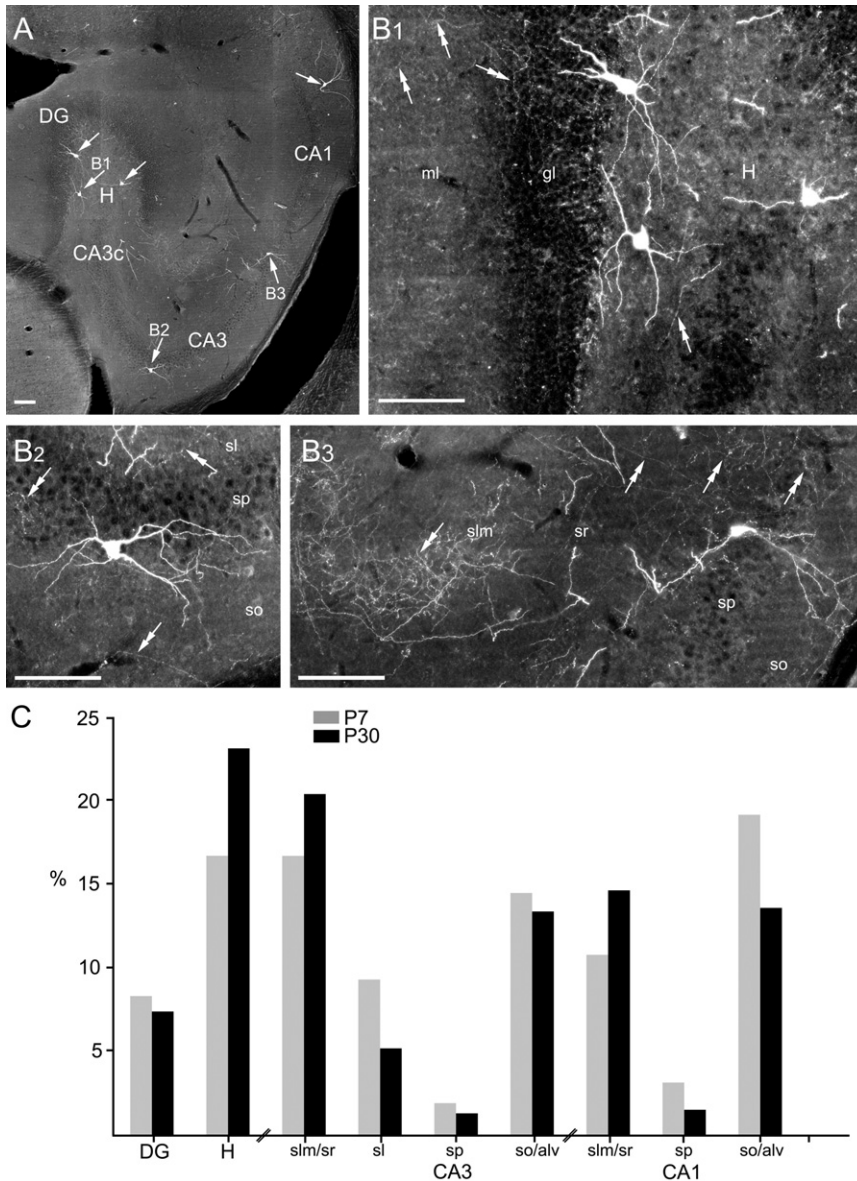 A
DG
B1
H
CA1
CA3c
B3
B2
CA3
B1
ml
gl
H
B2
sl
sp
so
B3
slm
sr
sp
so
C
P7
P30
25
20
%
15
10
5
DG H slm/sr sl sp so/alv slm/sr sp so/alv
CA3 CA1